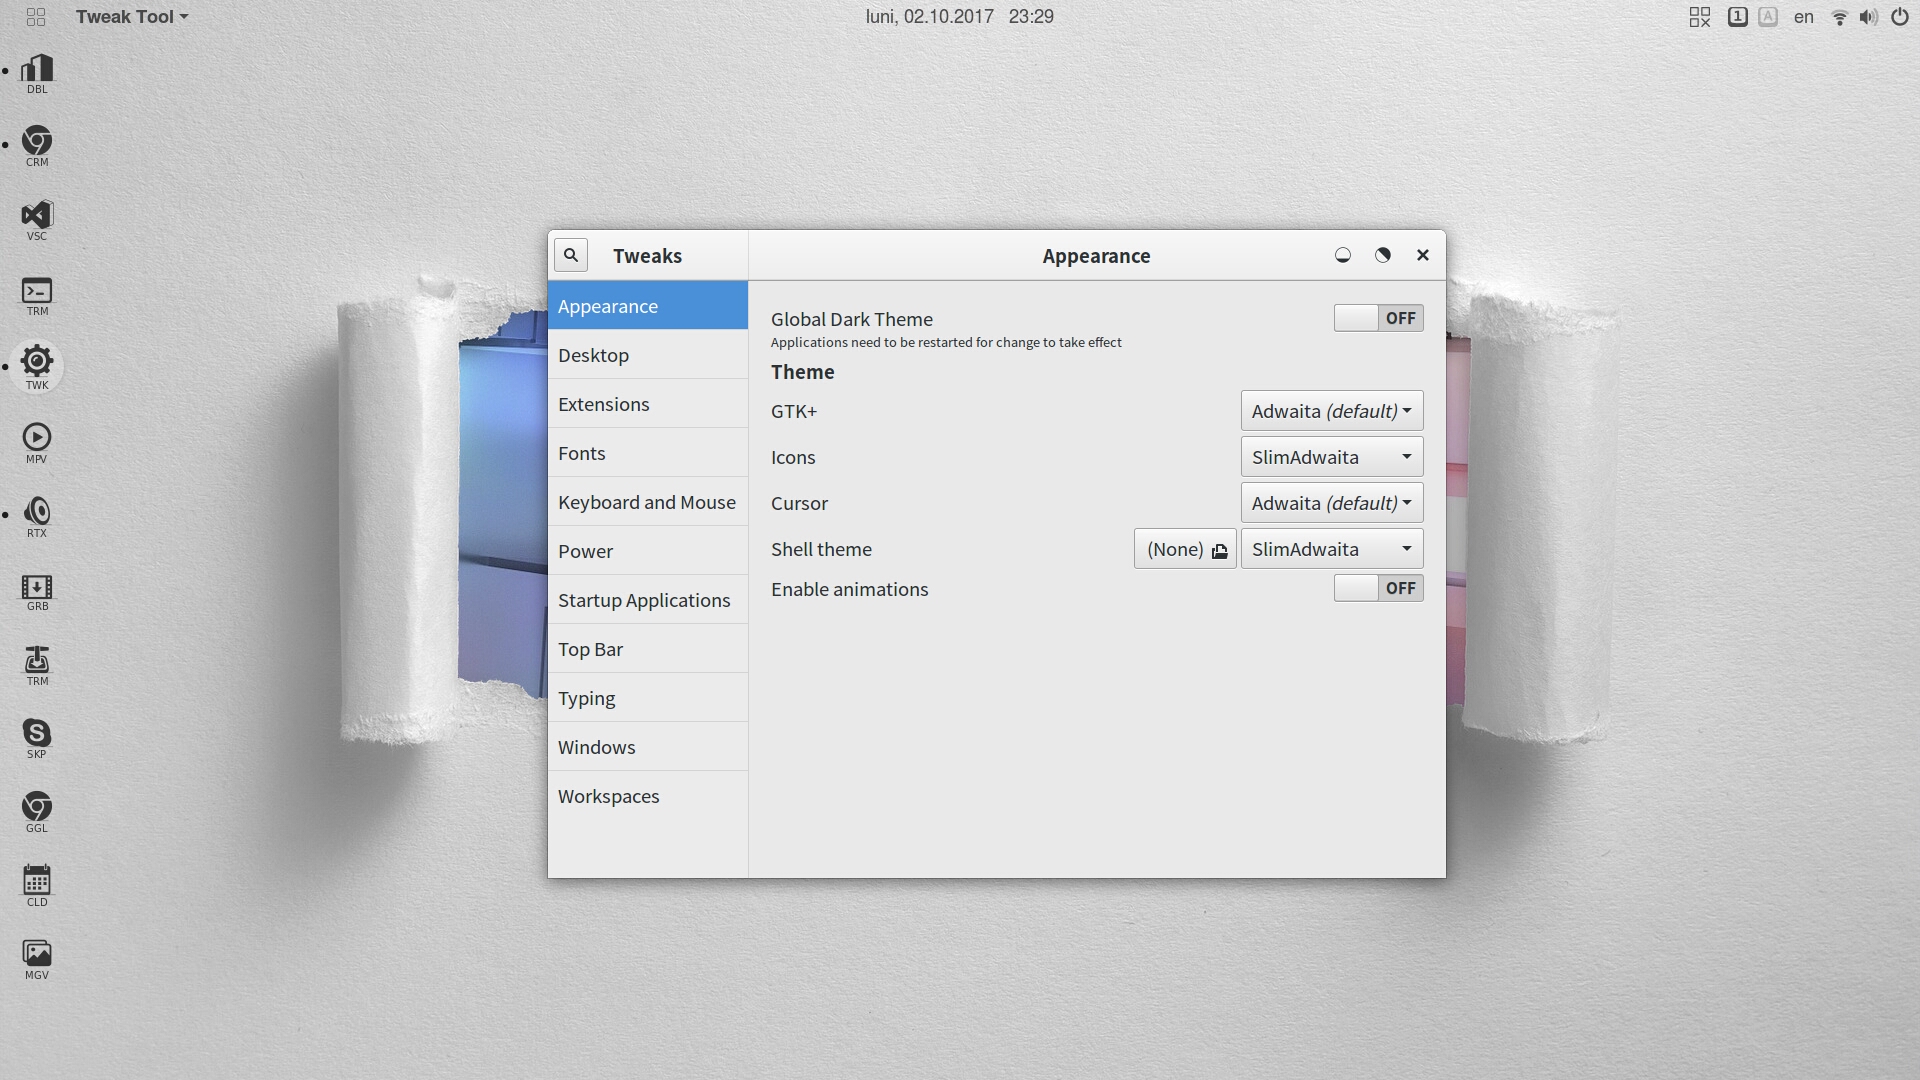 Tweak Tool
luni, 02.10.2017 23:29
1
A
en
DBL
CRM
VSC
TRM
TWK
MPV
RTX
GRB
TRM
SKP
GGL
CLD
MGV
Tweaks
Appearance
Appearance
Desktop
Extensions
Fonts
Keyboard and Mouse
Power
Startup Applications
Top Bar
Typing
Windows
Workspaces
Global Dark Theme OFF
Applications need to be restarted for change to take effect
Theme
GTK+ Adwaita (default)
Icons SlimAdwaita
Cursor Adwaita (default)
Shell theme (None) SlimAdwaita
Enable animations OFF